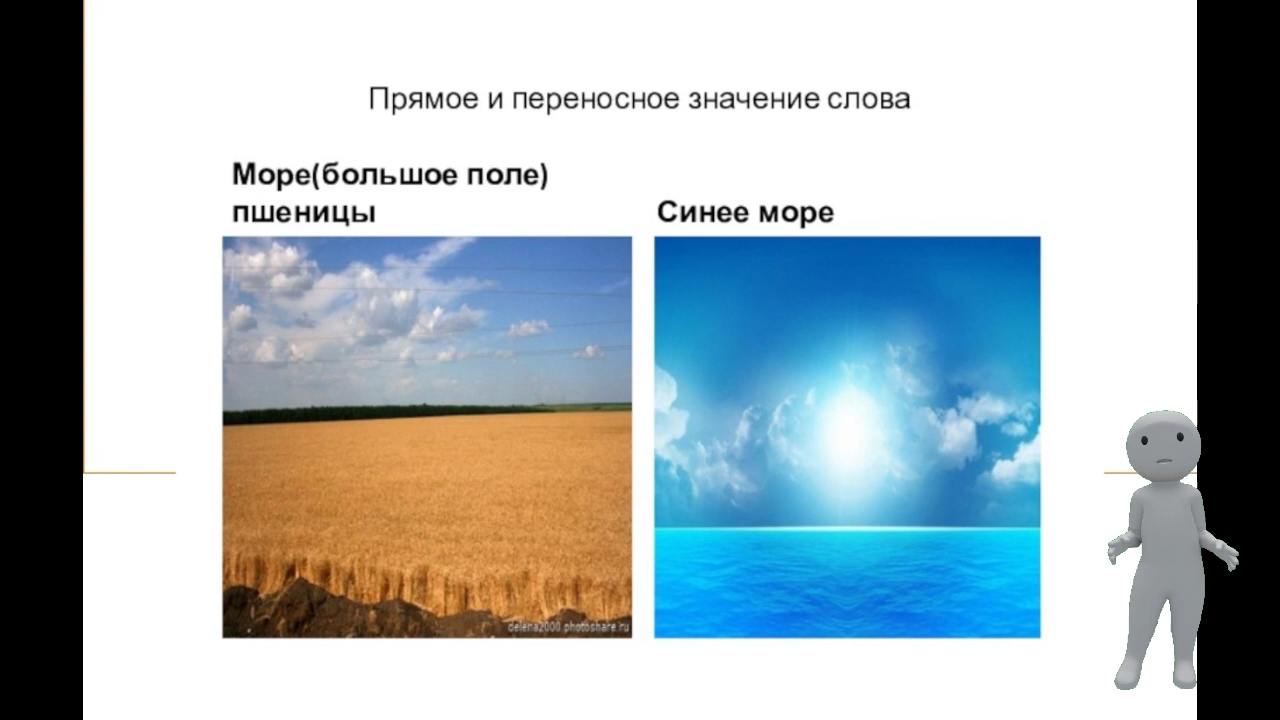 Прямое и переносное значение слова
Море(большое поле)
пшеницы
Синее море
delena2000.photoshare.ru